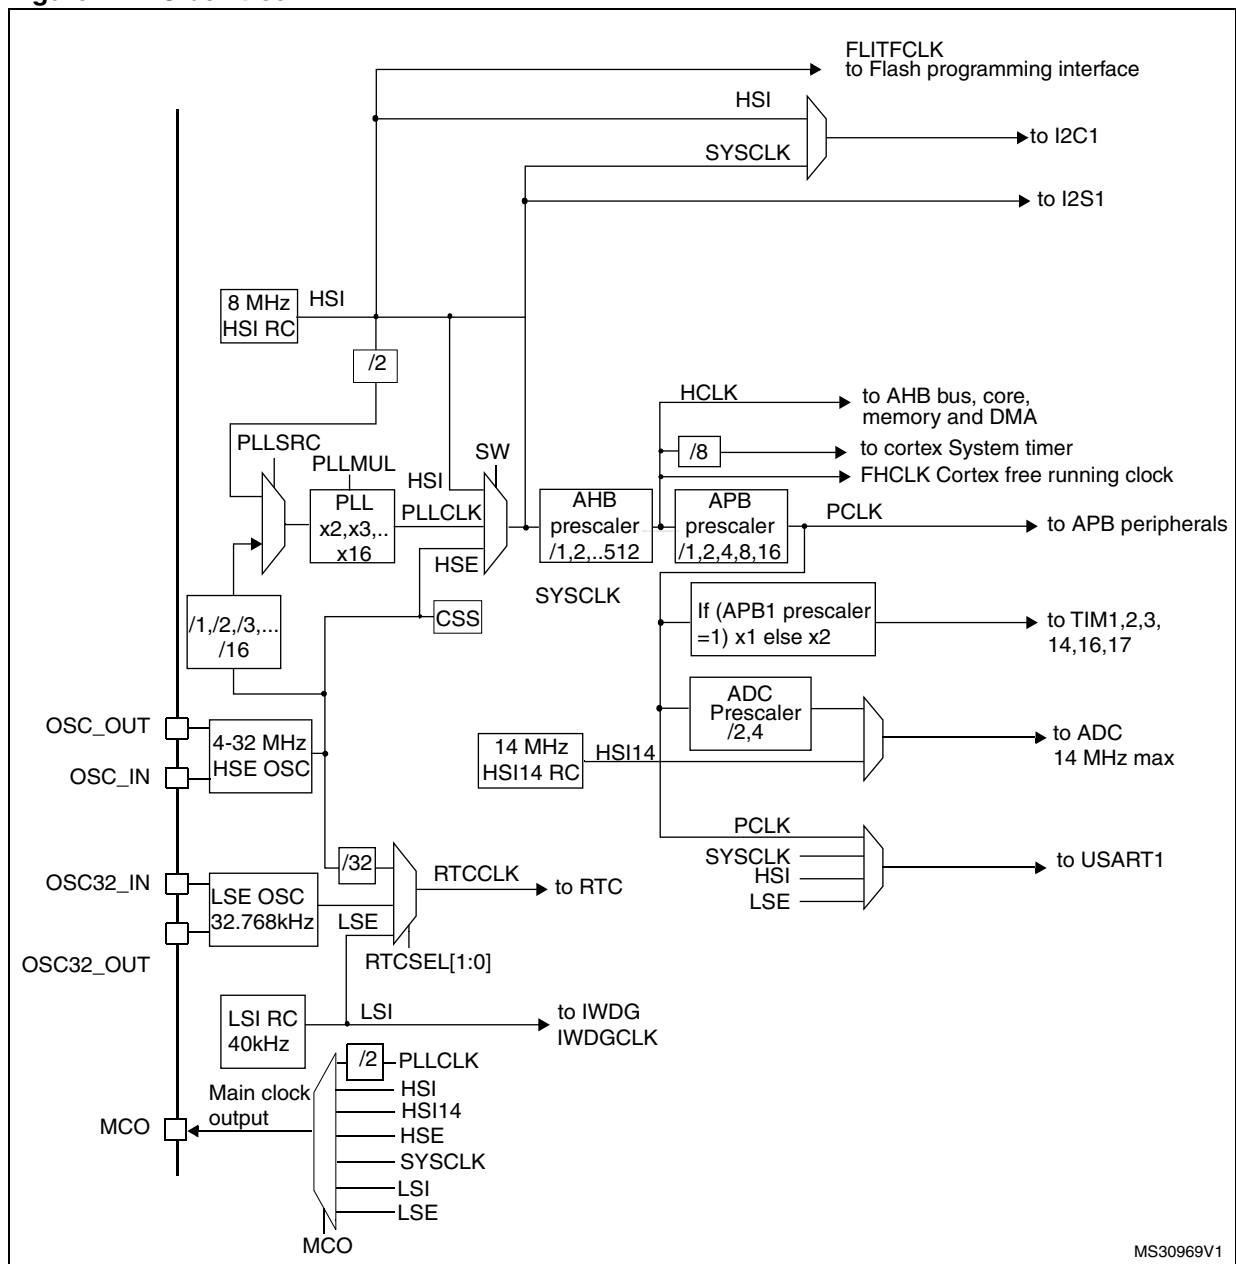 FLITFCLK
to Flash programming interface
HSI
to I2C1
SYSCLK
to I2S1
8 MHz
HSI RC
HSI
/2
HCLK
to AHB bus, core,
memory and DMA
PLLSRC
SW
/8
to cortex System timer
PLLMUL
HSI
FHCLK Cortex free running clock
PLL
x2,x3,..
x16
PLLCLK
AHB
prescaler
/1,2,..512
APB
prescaler
/1,2,4,8,16
PCLK
to APB peripherals
HSE
SYSCLK
/1,/2,/3,...
/16
CSS
If (APB1 prescaler
=1) x1 else x2
to TIM1,2,3,
14,16,17
OSC_OUT
OSC_IN
4-32 MHz
HSE OSC
14 MHz
HSI14 RC
HSI14
ADC
Prescaler
/2,4
to ADC
14 MHz max
PCLK
SYSCLK
HSI
LSE
to USART1
/32
OSC32_IN
LSE OSC
32.768kHz
RTCCLK
to RTC
LSE
OSC32_OUT
RTCSEL[1:0]
LSI RC
40kHz
LSI
to IWDG
IWDGCLK
/2
PLLCLK
Main clock
output
HSI
HSI14
MCO
HSE
SYSCLK
LSI
LSE
MCO
MS30969V1